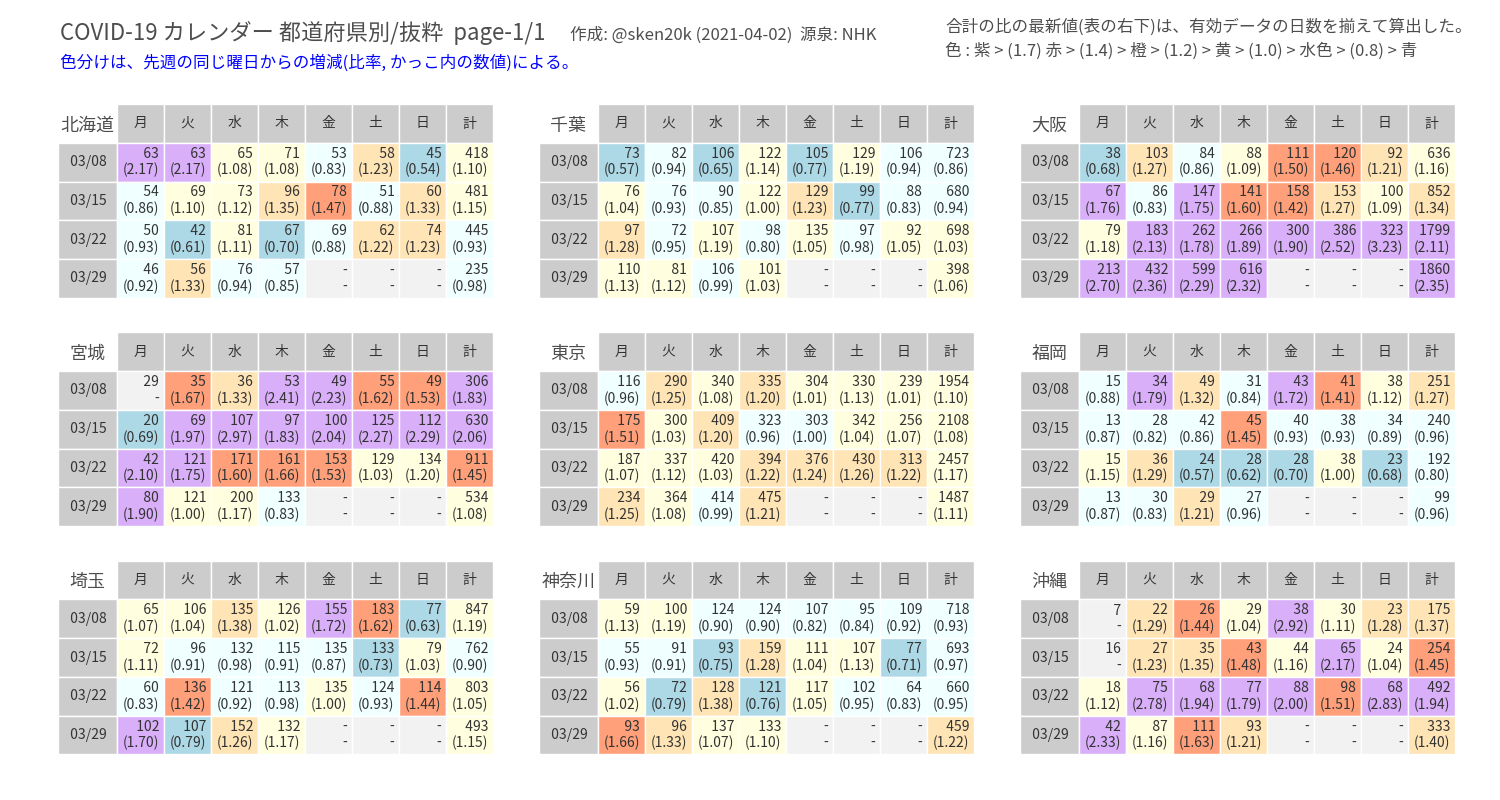 COVID-19 カレンダー 都道府県別/抜粋 page-1/1 作成: @sken20k (2021-04-02) 源泉: NHK
色分けは、先週の同じ曜日からの増減(比率, かっこ内の数値)による。
合計の比の最新値(表の右下)は、有効データの日数を揃えて算出した。
色 : 紫 > (1.7) 赤 > (1.4) > 橙 > (1.2) > 黄 > (1.0) > 水色 > (0.8) > 青
北海道 月 火 水 木 金 土 日 計
03/08 63 63 65 71 53 58 45 418
(2.17) (2.17) (1.08) (1.08) (0.83) (1.23) (0.54) (1.10)
03/15 54 69 73 96 78 51 60 481
(0.86) (1.10) (1.12) (1.35) (1.47) (0.88) (1.33) (1.15)
03/22 50 42 81 67 69 62 74 445
(0.93) (0.61) (1.11) (0.70) (0.88) (1.22) (1.23) (0.93)
03/29 46 56 76 57 - - - 235
(0.92) (1.33) (0.94) (0.85) - - - (0.98)
千葉 月 火 水 木 金 土 日 計
03/08 73 82 106 122 105 129 106 723
(0.57) (0.94) (0.65) (1.14) (0.77) (1.19) (0.94) (0.86)
03/15 76 76 90 122 129 99 88 680
(1.04) (0.93) (0.85) (1.00) (1.23) (0.77) (0.83) (0.94)
03/22 97 72 107 98 135 97 92 698
(1.28) (0.95) (1.19) (0.80) (1.05) (0.98) (1.05) (1.03)
03/29 110 81 106 101 - - - 398
(1.13) (1.12) (0.99) (1.03) - - - (1.06)
大阪 月 火 水 木 金 土 日 計
03/08 38 103 84 88 111 120 92 636
(0.68) (1.27) (0.86) (1.09) (1.50) (1.46) (1.21) (1.16)
03/15 67 86 147 141 158 153 100 852
(1.76) (0.83) (1.75) (1.60) (1.42) (1.27) (1.09) (1.34)
03/22 79 183 262 266 300 386 323 1799
(1.18) (2.13) (1.78) (1.89) (1.90) (2.52) (3.23) (2.11)
03/29 213 432 599 616 - - - 1860
(2.70) (2.36) (2.29) (2.32) - - - (2.35)
宮城 月 火 水 木 金 土 日 計
03/08 29 35 36 53 49 55 49 306
- (1.67) (1.33) (2.41) (2.23) (1.62) (1.53) (1.83)
03/15 20 69 107 97 100 125 112 630
(0.69) (1.97) (2.97) (1.83) (2.04) (2.27) (2.29) (2.06)
03/22 42 121 171 161 153 129 134 911
(2.10) (1.75) (1.60) (1.66) (1.53) (1.03) (1.20) (1.45)
03/29 80 121 200 133 - - - 534
(1.90) (1.00) (1.17) (0.83) - - - (1.08)
東京 月 火 水 木 金 土 日 計
03/08 116 290 340 335 304 330 239 1954
(0.96) (1.25) (1.08) (1.20) (1.01) (1.13) (1.01) (1.10)
03/15 175 300 409 323 303 342 256 2108
(1.51) (1.03) (1.20) (0.96) (1.00) (1.04) (1.07) (1.08)
03/22 187 337 420 394 376 430 313 2457
(1.07) (1.12) (1.03) (1.22) (1.24) (1.26) (1.22) (1.17)
03/29 234 364 414 475 - - - 1487
(1.25) (1.08) (0.99) (1.21) - - - (1.11)
福岡 月 火 水 木 金 土 日 計
03/08 15 34 49 31 43 41 38 251
(0.88) (1.79) (1.32) (0.84) (1.72) (1.41) (1.12) (1.27)
03/15 13 28 42 45 40 38 34 240
(0.87) (0.82) (0.86) (1.45) (0.93) (0.93) (0.89) (0.96)
03/22 15 36 24 28 28 38 23 192
(1.15) (1.29) (0.57) (0.62) (0.70) (1.00) (0.68) (0.80)
03/29 13 30 29 27 - - - 99
(0.87) (0.83) (1.21) (0.96) - - - (0.96)
埼玉 月 火 水 木 金 土 日 計
03/08 65 106 135 126 155 183 77 847
(1.07) (1.04) (1.38) (1.02) (1.72) (1.62) (0.63) (1.19)
03/15 72 96 132 115 135 133 79 762
(1.11) (0.91) (0.98) (0.91) (0.87) (0.73) (1.03) (0.90)
03/22 60 136 121 113 135 124 114 803
(0.83) (1.42) (0.92) (0.98) (1.00) (0.93) (1.44) (1.05)
03/29 102 107 152 132 - - - 493
(1.70) (0.79) (1.26) (1.17) - - - (1.15)
神奈川 月 火 水 木 金 土 日 計
03/08 59 100 124 124 107 95 109 718
(1.13) (1.19) (0.90) (0.90) (0.82) (0.84) (0.92) (0.93)
03/15 55 91 93 159 111 107 77 693
(0.93) (0.91) (0.75) (1.28) (1.04) (1.13) (0.71) (0.97)
03/22 56 72 128 121 117 102 64 660
(1.02) (0.79) (1.38) (0.76) (1.05) (0.95) (0.83) (0.95)
03/29 93 96 137 133 - - - 459
(1.66) (1.33) (1.07) (1.10) - - - (1.22)
沖縄 月 火 水 木 金 土 日 計
03/08 7 22 26 29 38 30 23 175
- (1.29) (1.44) (1.04) (2.92) (1.11) (1.28) (1.37)
03/15 16 27 35 43 44 65 24 254
- (1.23) (1.35) (1.48) (1.16) (2.17) (1.04) (1.45)
03/22 18 75 68 77 88 98 68 492
(1.12) (2.78) (1.94) (1.79) (2.00) (1.51) (2.83) (1.94)
03/29 42 87 111 93 - - - 333
(2.33) (1.16) (1.63) (1.21) - - - (1.40)